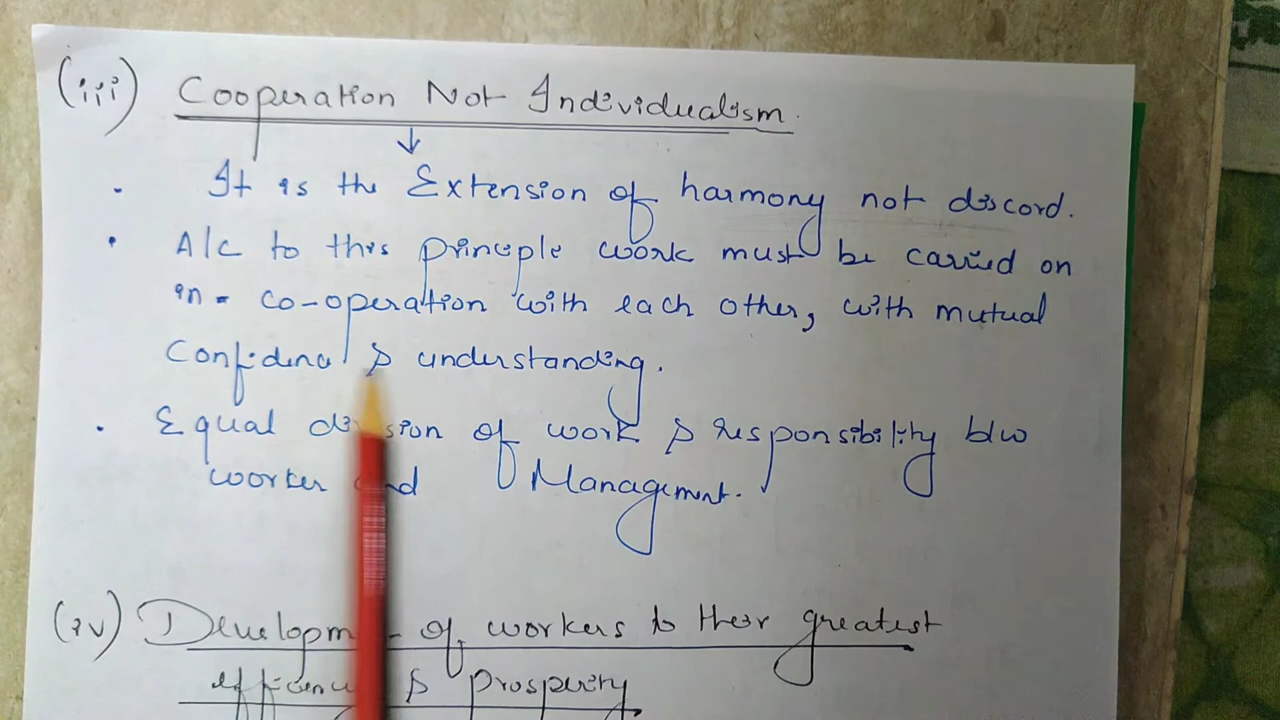 (iii) Cooperation Not Individualism.
. It is the Extension of harmony not discord.
. A/C to this principle work must be carried on
in - co-operation with each other, with mutual
& understanding.
. Equal division of work & responsibility b/w
worker and Management.
(iv) of workers to their greatest
& prosperity